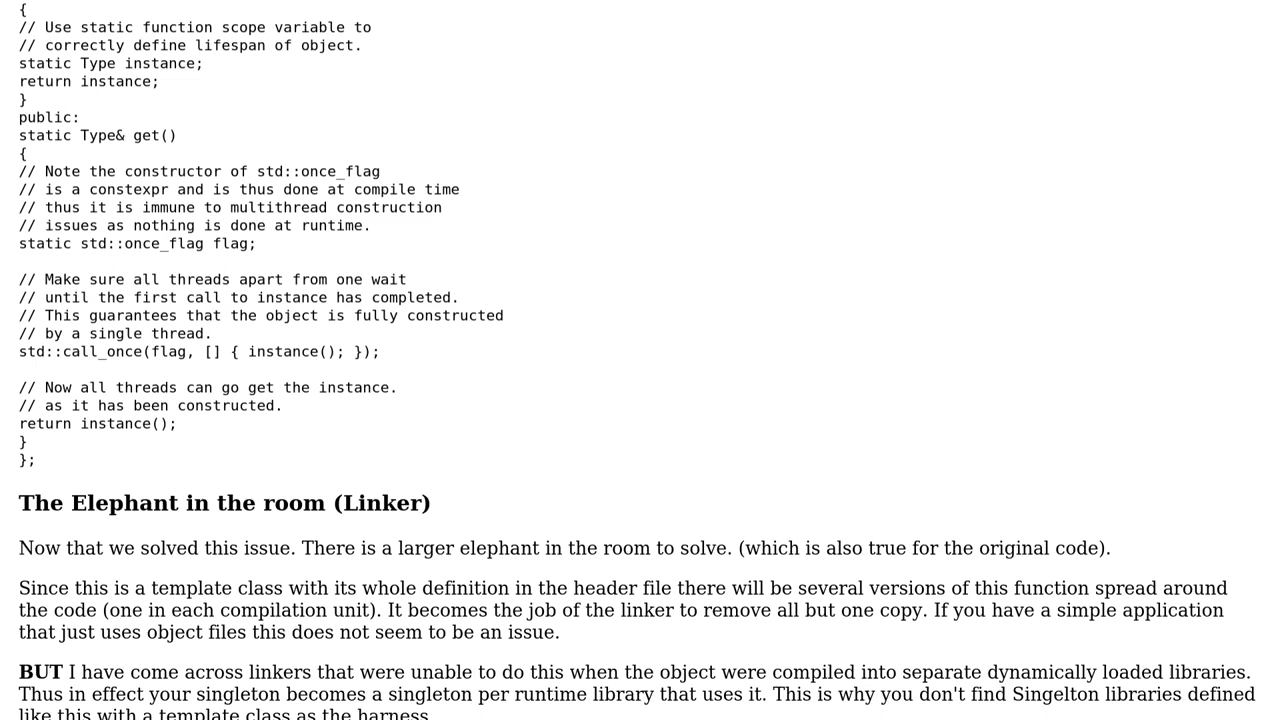 {
// Use static function scope variable to
// correctly define lifespan of object.
static Type instance;
return instance;
}
public:
static Type& get()
{
// Note the constructor of std::once_flag
// is a constexpr and is thus done at compile time
// thus it is immune to multithread construction
// issues as nothing is done at runtime.
static std::once_flag flag;
// Make sure all threads apart from one wait
// until the first call to instance has completed.
// This guarantees that the object is fully constructed
// by a single thread.
std::call_once(flag, [] { instance(); });
// Now all threads can go get the instance.
// as it has been constructed.
return instance();
}
};
The Elephant in the room (Linker)
Now that we solved this issue. There is a larger elephant in the room to solve. (which is also true for the original code).
Since this is a template class with its whole definition in the header file there will be several versions of this function spread around
the code (one in each compilation unit). It becomes the job of the linker to remove all but one copy. If you have a simple application
that just uses object files this does not seem to be an issue.
BUT I have come across linkers that were unable to do this when the object were compiled into separate dynamically loaded libraries.
Thus in effect your singleton becomes a singleton per runtime library that uses it. This is why you don't find Singelton libraries defined
like this with a template class as the harness.